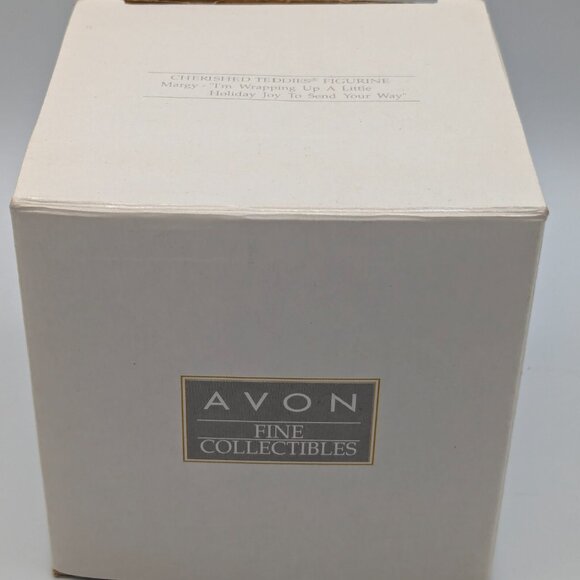 CHERISHED TEDDIES® FIGURINE
Margy - "I'm Wrapping Up A Little
Holiday Joy To Send Your Way"
AVON
FINE
COLLECTIBLES